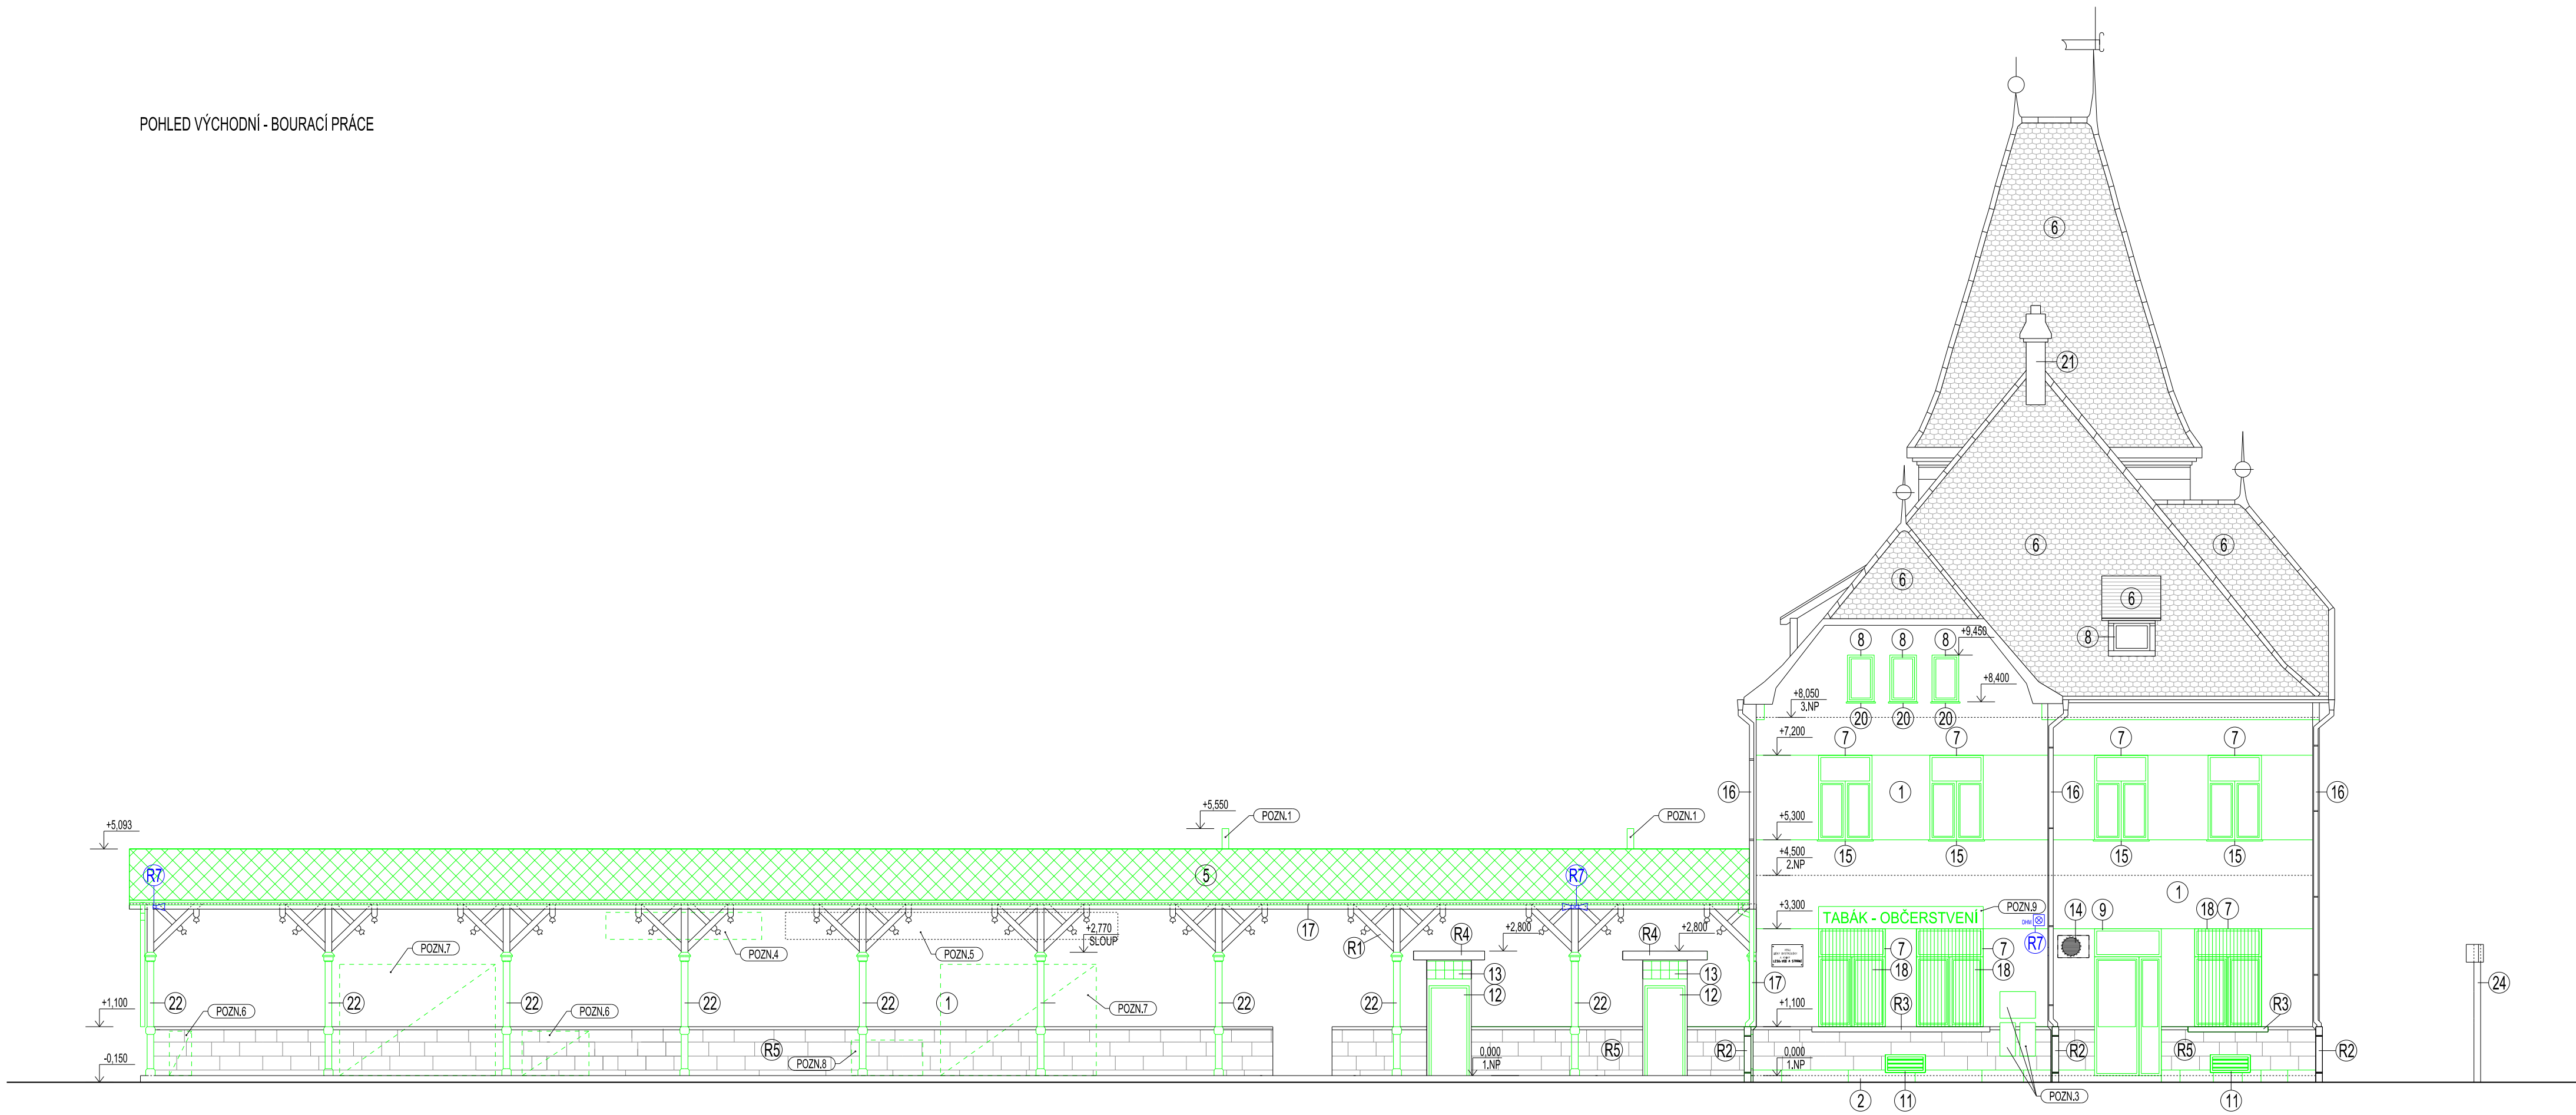 POHLED VÝCHODNÍ - BOURACÍ PRÁCE
6
21
6
6
6
6
8
8
8
8
+9,450
+8,400
+8,050
3.NP
20
20
20
+7,200
7
7
7
7
16
1
16
16
+5,550
POZN.1
POZN.1
+5,093
+5,300
15
15
15
15
+4,500
2.NP
R7
5
R7
1
+3,300
TABÁK - OBČERSTVENÍ
POZN.9
DHM
R7
14
9
18
7
17
POZN.7
POZN.4
POZN.5
+2,770
SLOUP
R1
R4
+2,800
R4
+2,800
7
7
18
18
13
13
12
12
17
24
22
22
22
22
22
1
POZN.7
22
22
22
+1,100
POZN.6
POZN.6
+1,100
R3
R3
-0,150
R5
POZN.8
0,000
1.NP
R5
R2
0,000
1.NP
R2
R5
R2
2
11
POZN.3
11